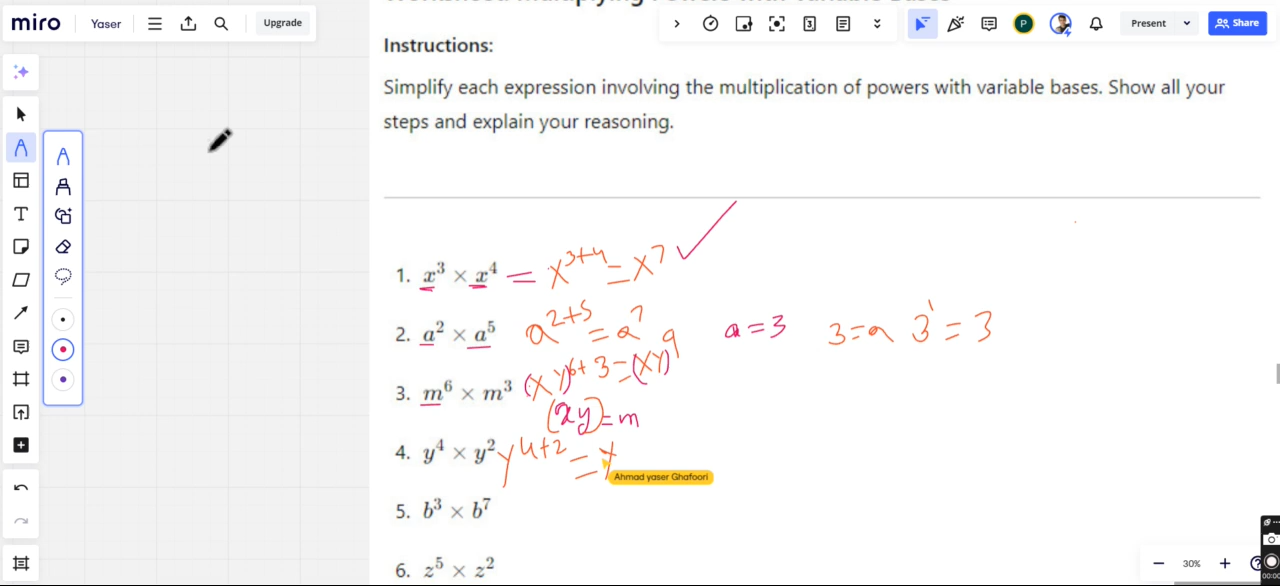 miro Yaser Upgrade
3 Present Share
Instructions:
Simplify each expression involving the multiplication of powers with variable bases. Show all your
steps and explain your reasoning.
1. x³ × x⁴ = x³⁺⁴ = x⁷
2. a² × a⁵ a²⁺⁵ = a⁷ a = 3 3 = a 3¹ = 3
3. m⁶ × m³ (xy)⁶⁺³ = (xy)⁹
(xy) = m
4. y⁴ × y² y⁴⁺² = y
Ahmad yaser Ghafoori
5. b³ × b⁷
6. z⁵ × z²
30%